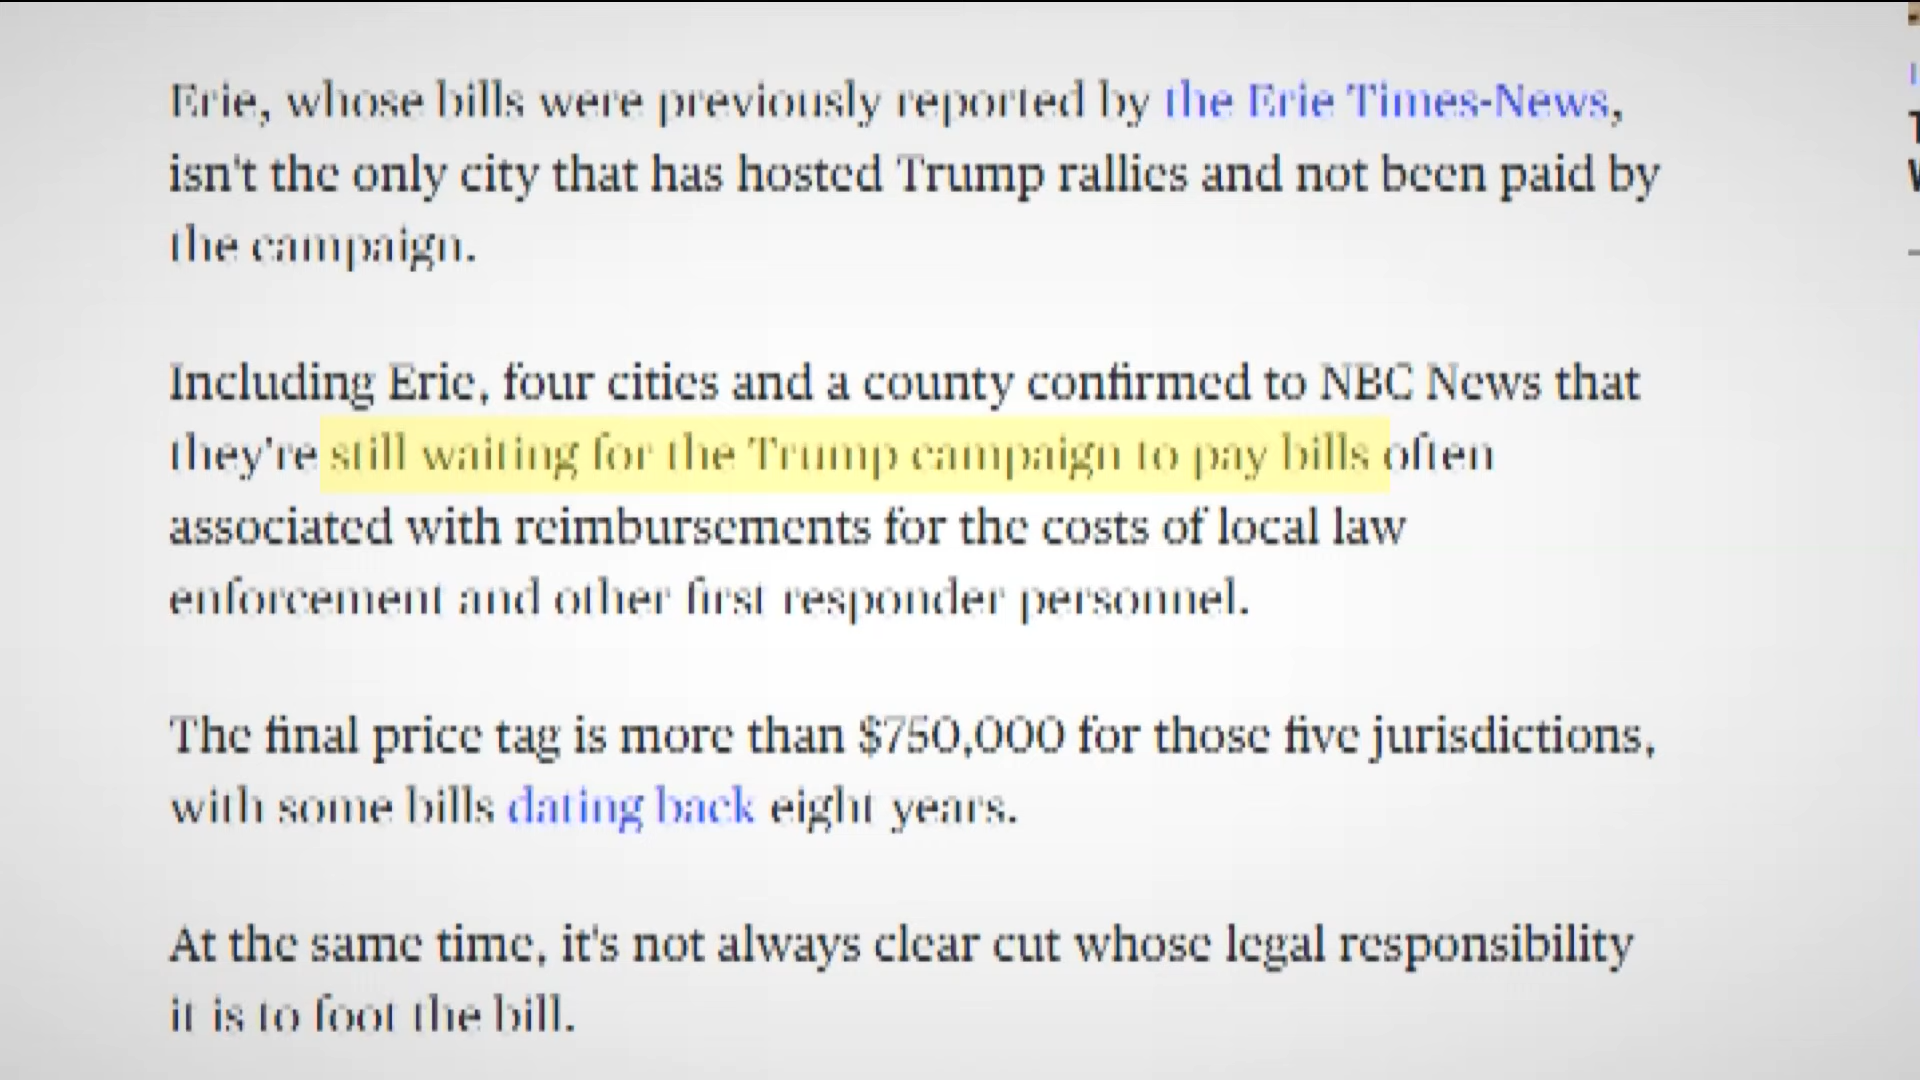 Erie, whose bills were previously reported by the Erie Times-News,
isn't the only city that has hosted Trump rallies and not been paid by
the campaign.
Including Erie, four cities and a county confirmed to NBC News that
they're still waiting for the Trump campaign to pay bills often
associated with reimbursements for the costs of local law
enforcement and other first responder personnel.
The final price tag is more than $750,000 for those five jurisdictions,
with some bills dating back eight years.
At the same time, it's not always clear cut whose legal responsibility
it is to foot the bill.